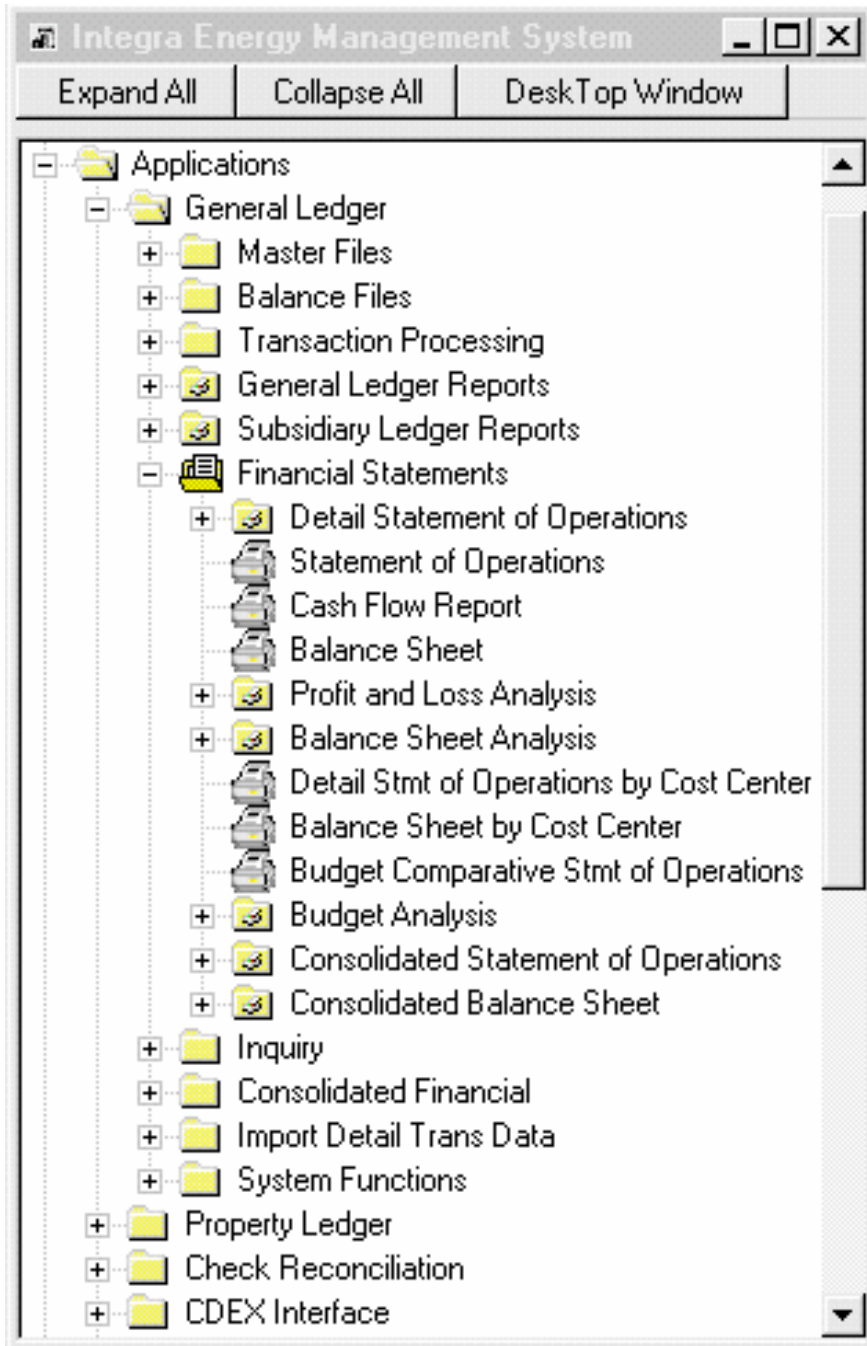 Integra Energy Management System
Expand All Collapse All DeskTop Window
Applications
General Ledger
Master Files
Balance Files
Transaction Processing
General Ledger Reports
Subsidiary Ledger Reports
Financial Statements
Detail Statement of Operations
Statement of Operations
Cash Flow Report
Balance Sheet
Profit and Loss Analysis
Balance Sheet Analysis
Detail Stmt of Operations by Cost Center
Balance Sheet by Cost Center
Budget Comparative Stmt of Operations
Budget Analysis
Consolidated Statement of Operations
Consolidated Balance Sheet
Inquiry
Consolidated Financial
Import Detail Trans Data
System Functions
Property Ledger
Check Reconciliation
CDEX Interface